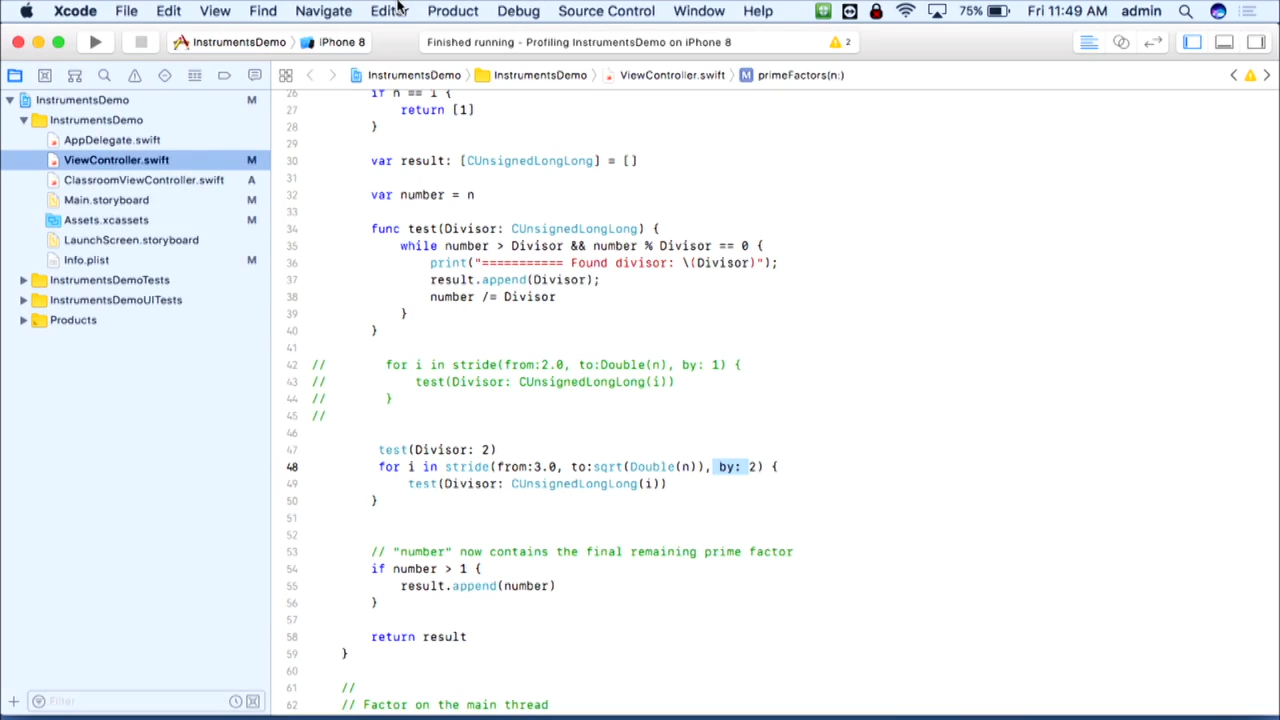 Xcode File Edit View Find Navigate Editor Product Debug Source Control Window Help 75% Fri 11:49 AM admin
InstrumentsDemo iPhone 8 Finished running - Profiling InstrumentsDemo on iPhone 8 2
InstrumentsDemo InstrumentsDemo ViewController.swift M primeFactors(n:)
InstrumentsDemo M
InstrumentsDemo
AppDelegate.swift
ViewController.swift M
ClassroomViewController.swift A
Main.storyboard M
Assets.xcassets M
LaunchScreen.storyboard
Info.plist M
InstrumentsDemoTests
InstrumentsDemoUITests
Products
Filter
26 if n == 1 {
27 return [1]
28 }
29
30 var result: [CUnsignedLongLong] = []
31
32 var number = n
33
34 func test(Divisor: CUnsignedLongLong) {
35 while number > Divisor && number % Divisor == 0 {
36 print("=========== Found divisor: \(Divisor)");
37 result.append(Divisor);
38 number /= Divisor
39 }
40 }
41
42 // for i in stride(from:2.0, to:Double(n), by: 1) {
43 // test(Divisor: CUnsignedLongLong(i))
44 // }
45 //
46
47 test(Divisor: 2)
48 for i in stride(from:3.0, to:sqrt(Double(n)), by: 2) {
49 test(Divisor: CUnsignedLongLong(i))
50 }
51
52
53 // "number" now contains the final remaining prime factor
54 if number > 1 {
55 result.append(number)
56 }
57
58 return result
59 }
60
61 //
62 // Factor on the main thread